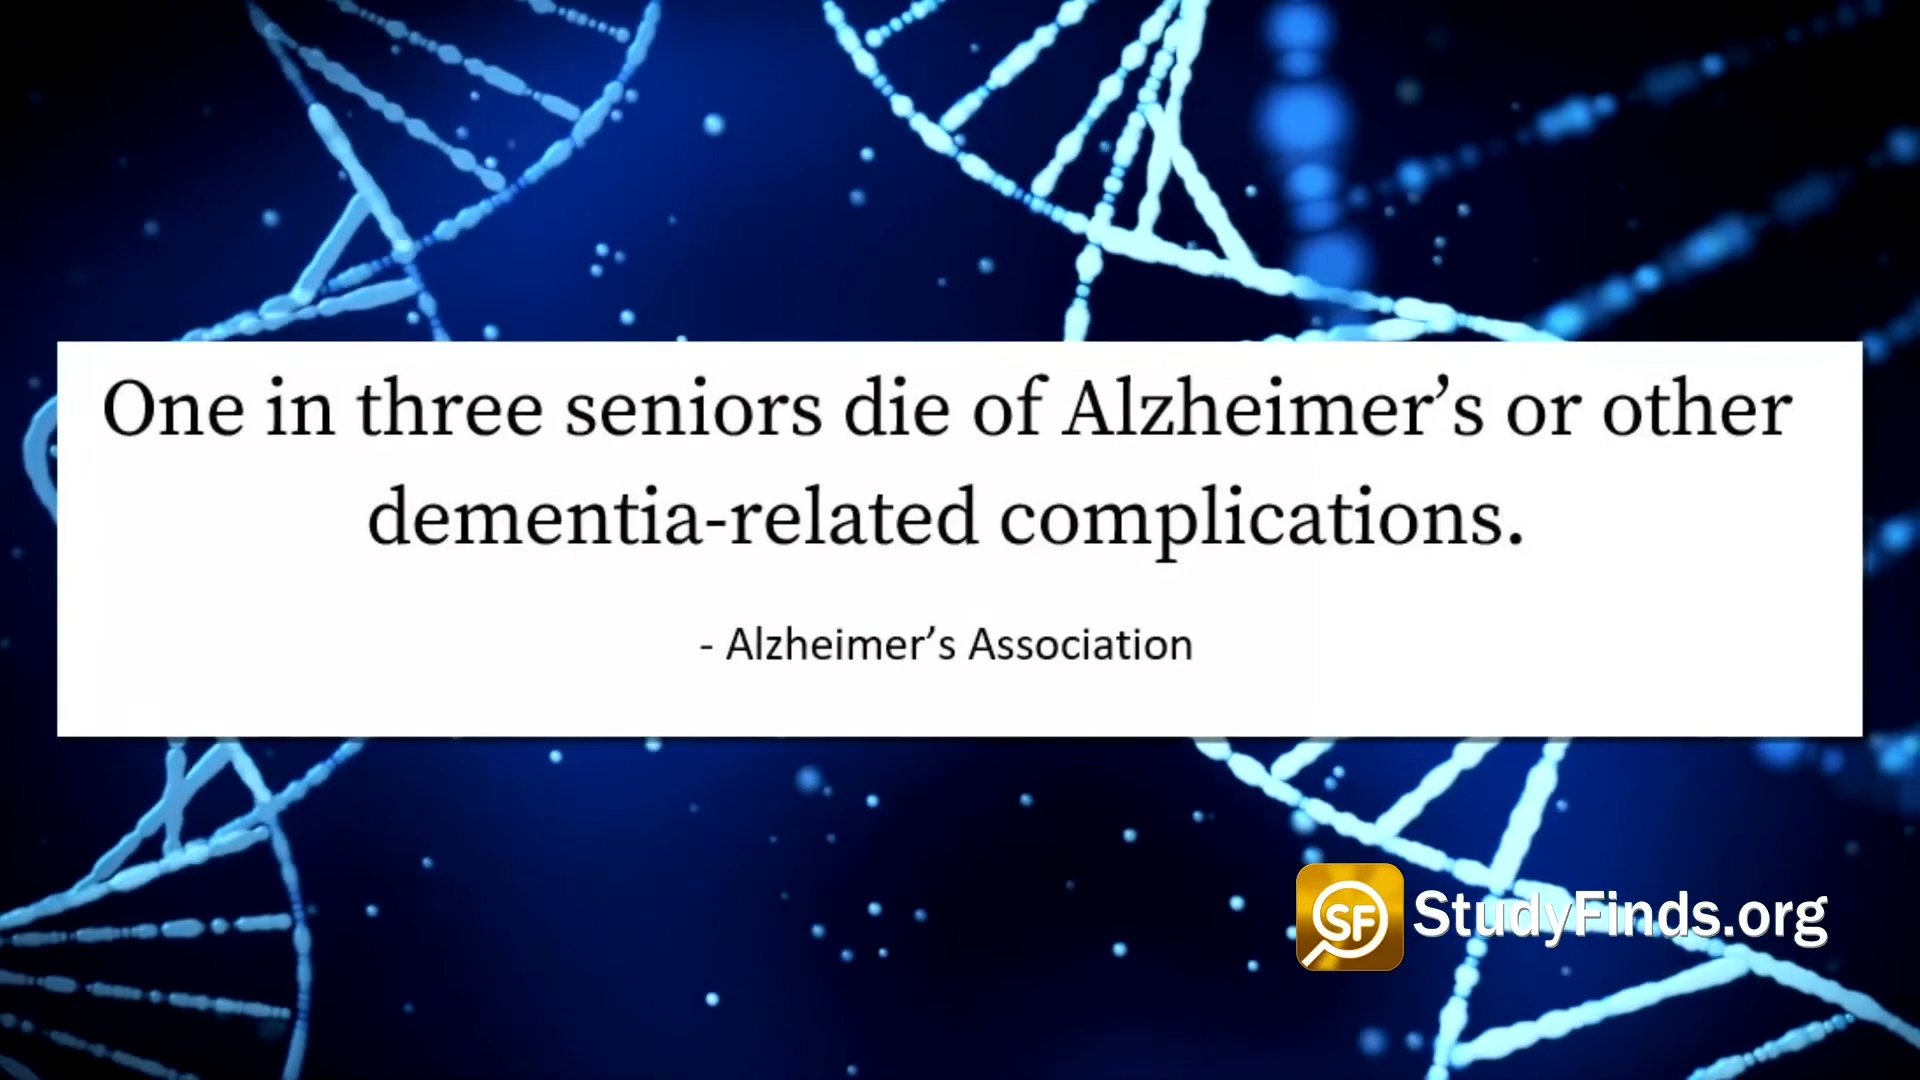 One in three seniors die of Alzheimer’s or other
dementia-related complications.
- Alzheimer’s Association
SF
StudyFinds.org